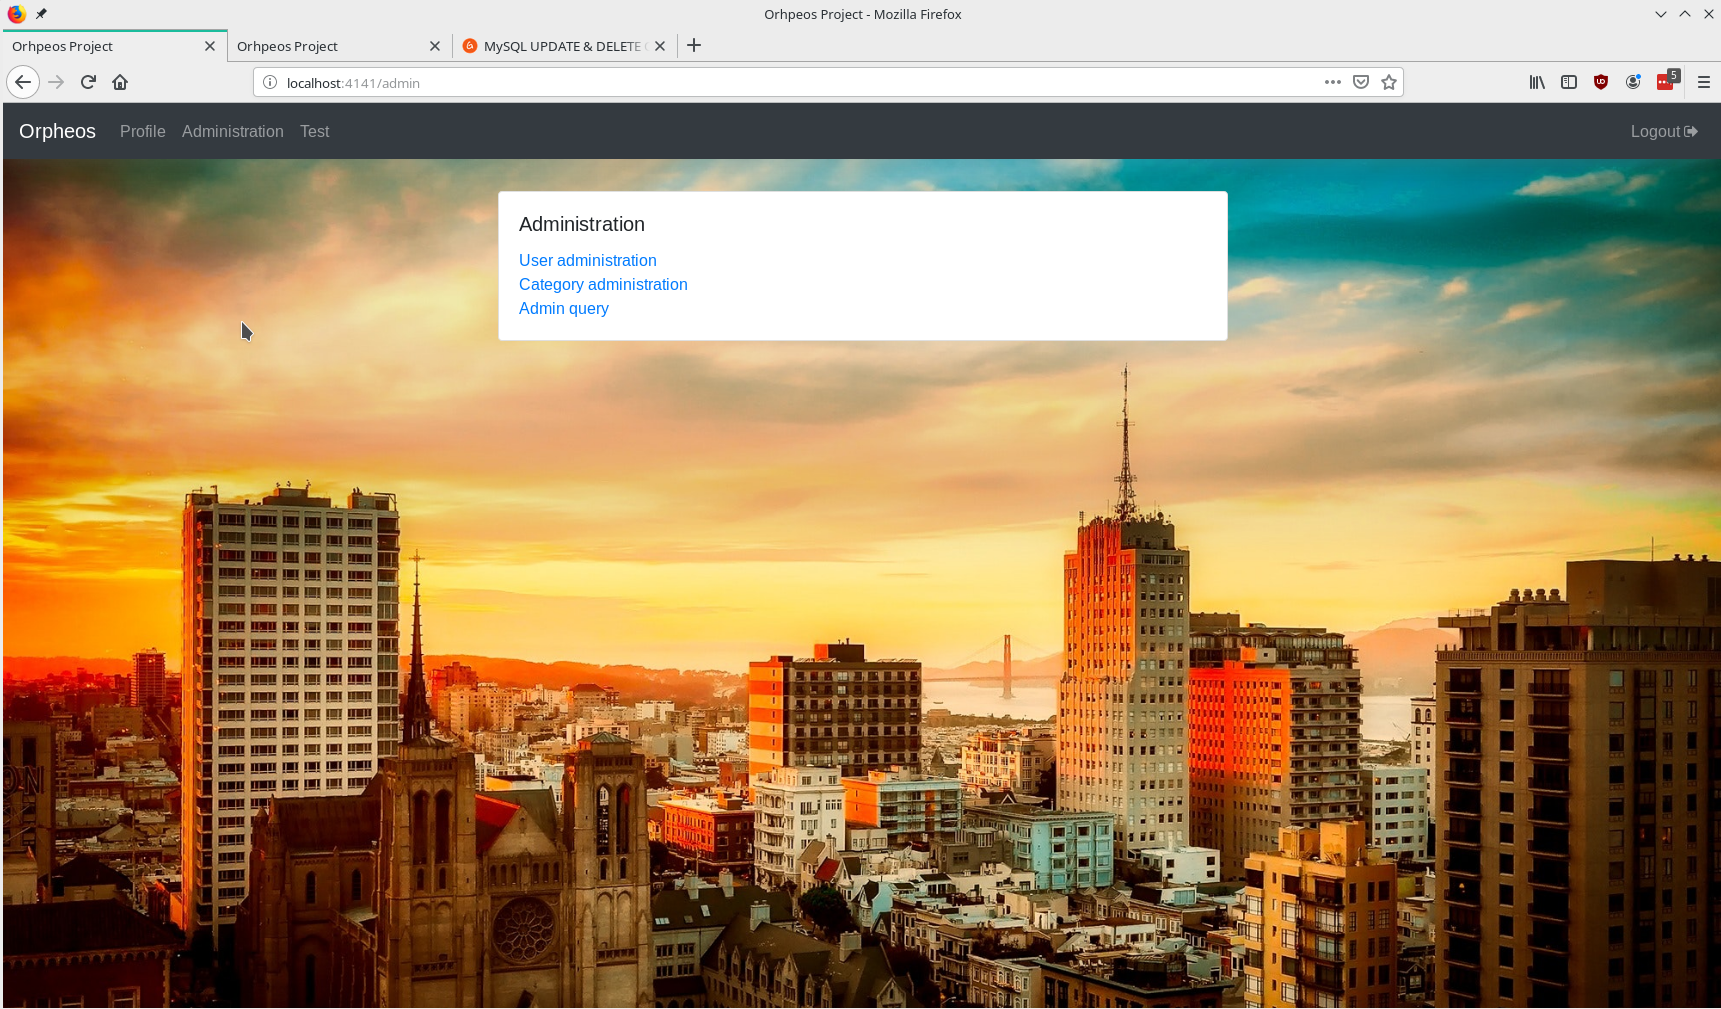 Orhpeos Project - Mozilla Firefox
Orhpeos Project
Orhpeos Project
MySQL UPDATE & DELETE
localhost:4141/admin
5
Orpheos
Profile
Administration
Test
Logout
Administration
User administration
Category administration
Admin query